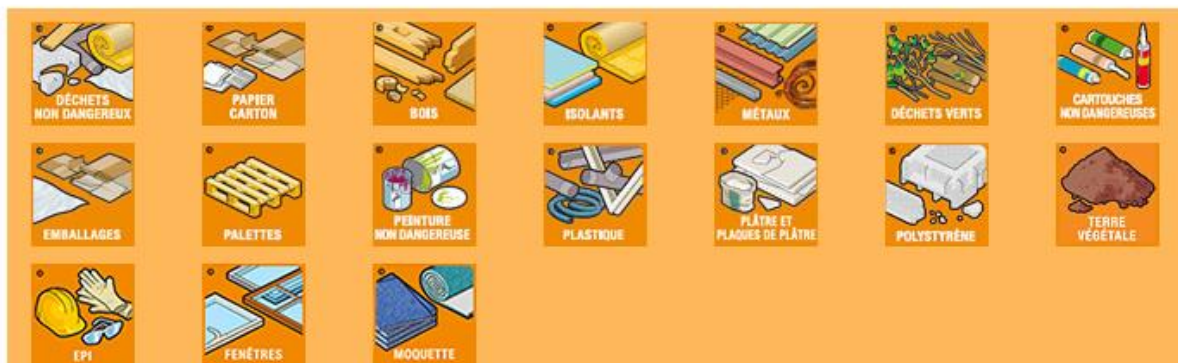 DÉCHETS
NON DANGEREUX
PAPIER
CARTON
BOIS
ISOLANTS
MÉTAUX
DÉCHETS VERTS
CARTOUCHES
NON DANGEREUSES
EMBALLAGES
PALETTES
PEINTURE
NON DANGEREUSE
PLASTIQUE
PLÂTRE ET
PLAQUES DE PLÂTRE
POLYSTYRÈNE
TERRE
VÉGÉTALE
EPI
FENÊTRES
MOQUETTE